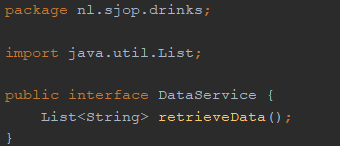 package nl.sjop.drinks;
import java.util.List;
public interface DataService {
List<String> retrieveData();
}